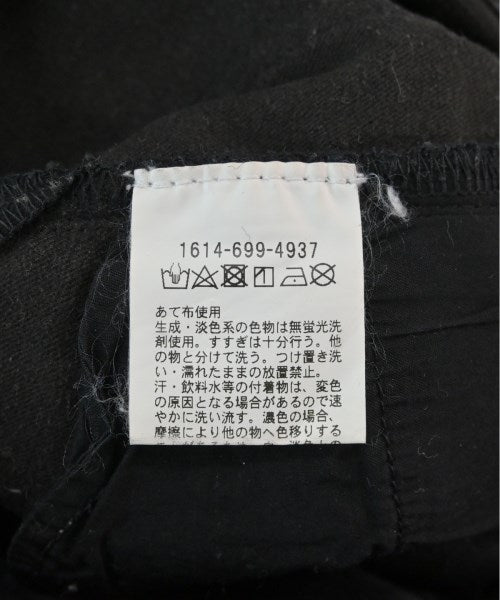 1614-699-4937
あて布使用
生成・淡色系の色物は無蛍光洗
剤使用。すすぎは十分行う。他
の物と分けて洗う。つけ置き洗
い・濡れたままの放置禁止。
汗・飲料水等の付着物は、変色
の原因となる場合があるので速
やかに洗い流す。濃色の場合、
摩擦により他の物へ色移りする